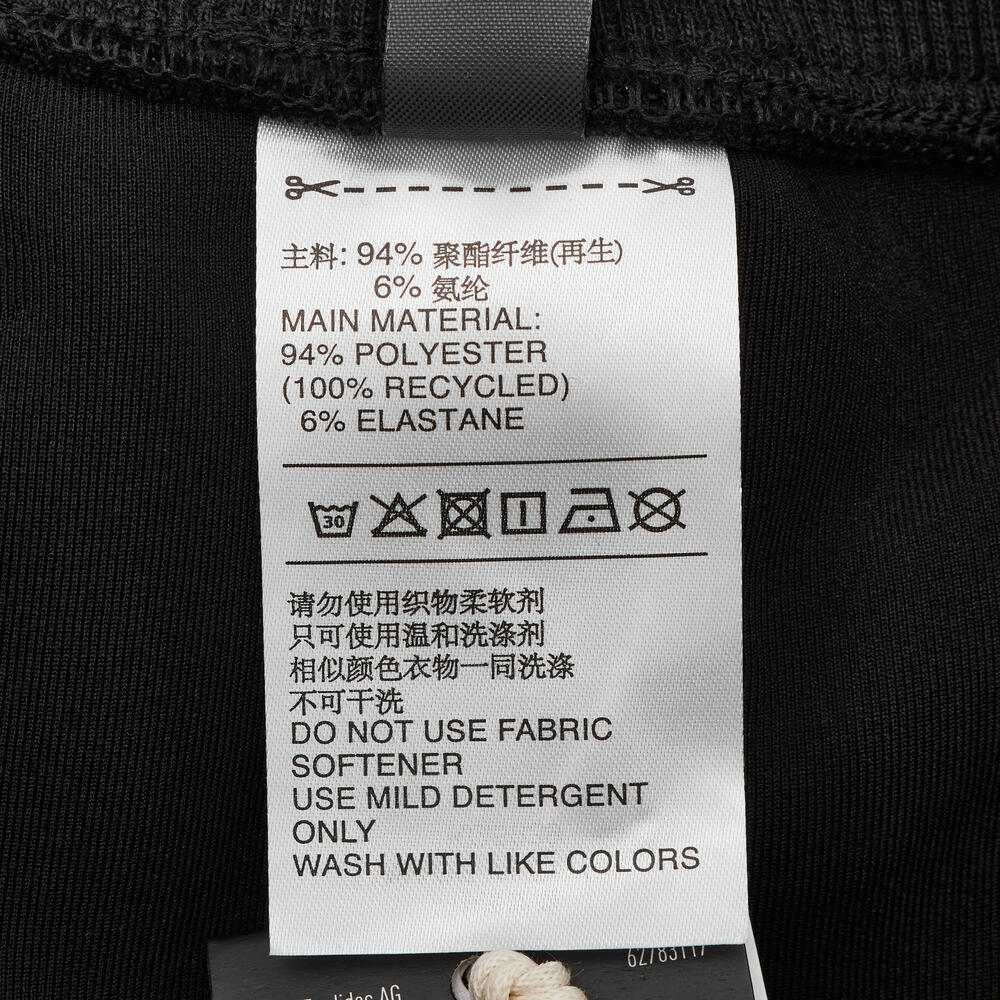 主料: 94% 聚酯纤维(再生)
6% 氨纶
MAIN MATERIAL:
94% POLYESTER
(100% RECYCLED)
6% ELASTANE
30
请勿使用织物柔软剂
只可使用温和洗涤剂
相似颜色衣物一同洗涤
不可干洗
DO NOT USE FABRIC
SOFTENER
USE MILD DETERGENT
ONLY
WASH WITH LIKE COLORS
AG